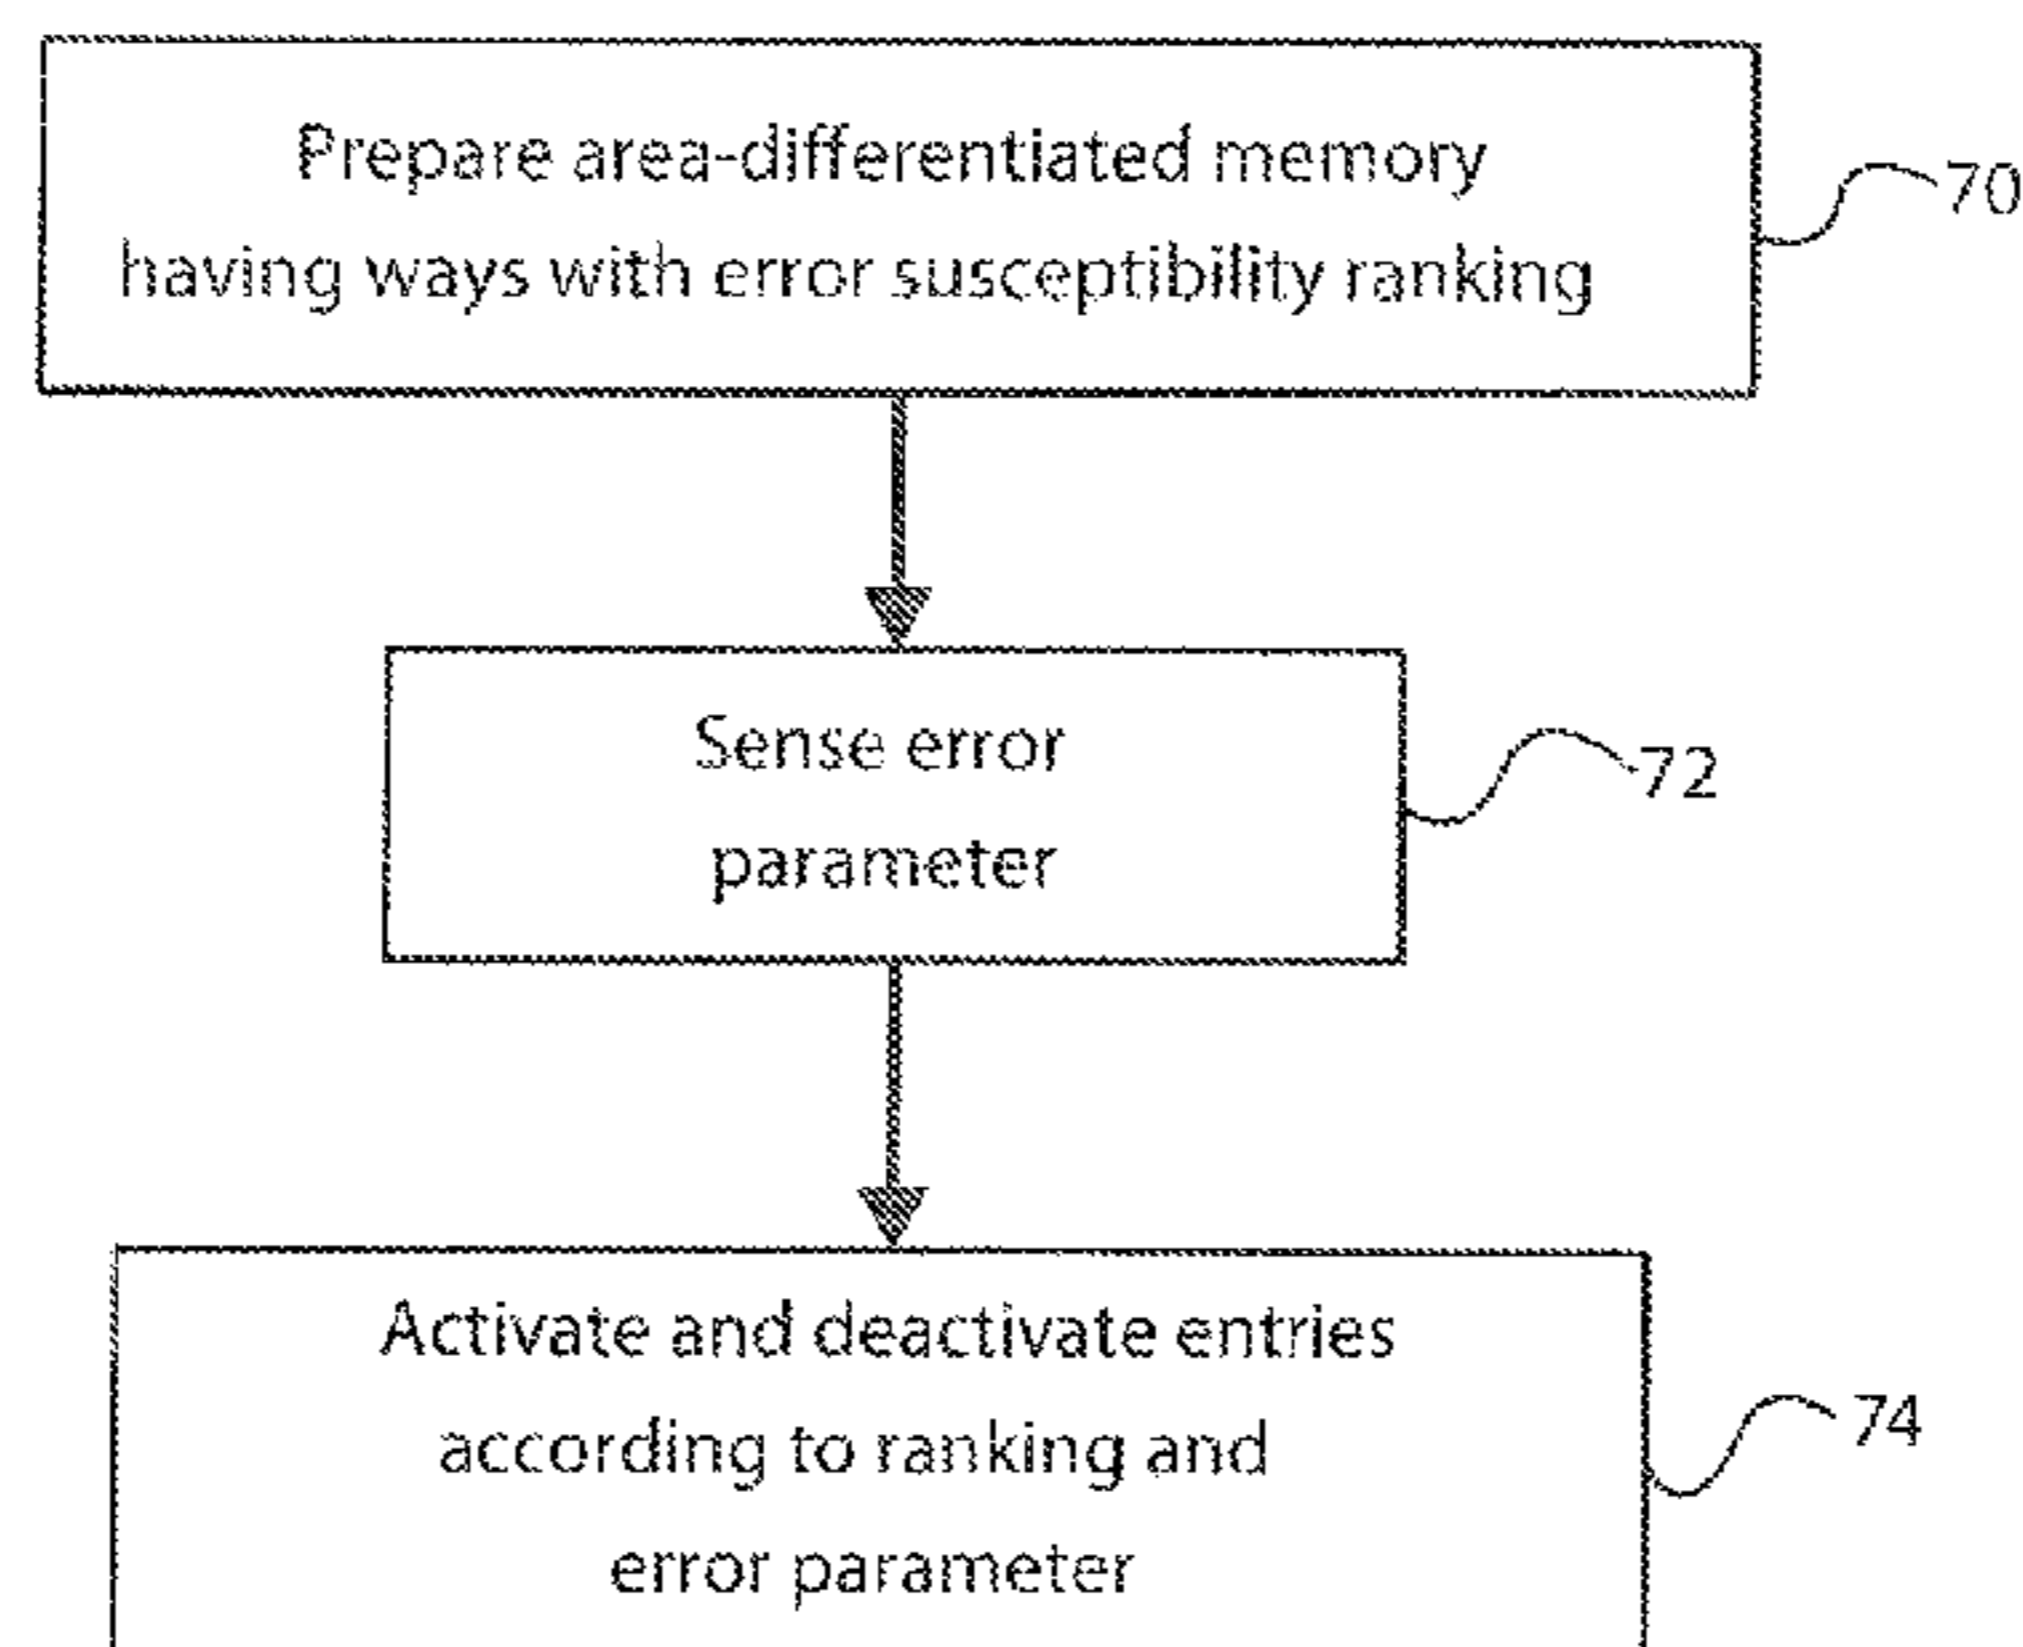 Prepare area-differentiated memory
having ways with error susceptibility ranking
70
Sense error
parameter
72
Activate and deactivate entries
according to ranking and
error parameter
74